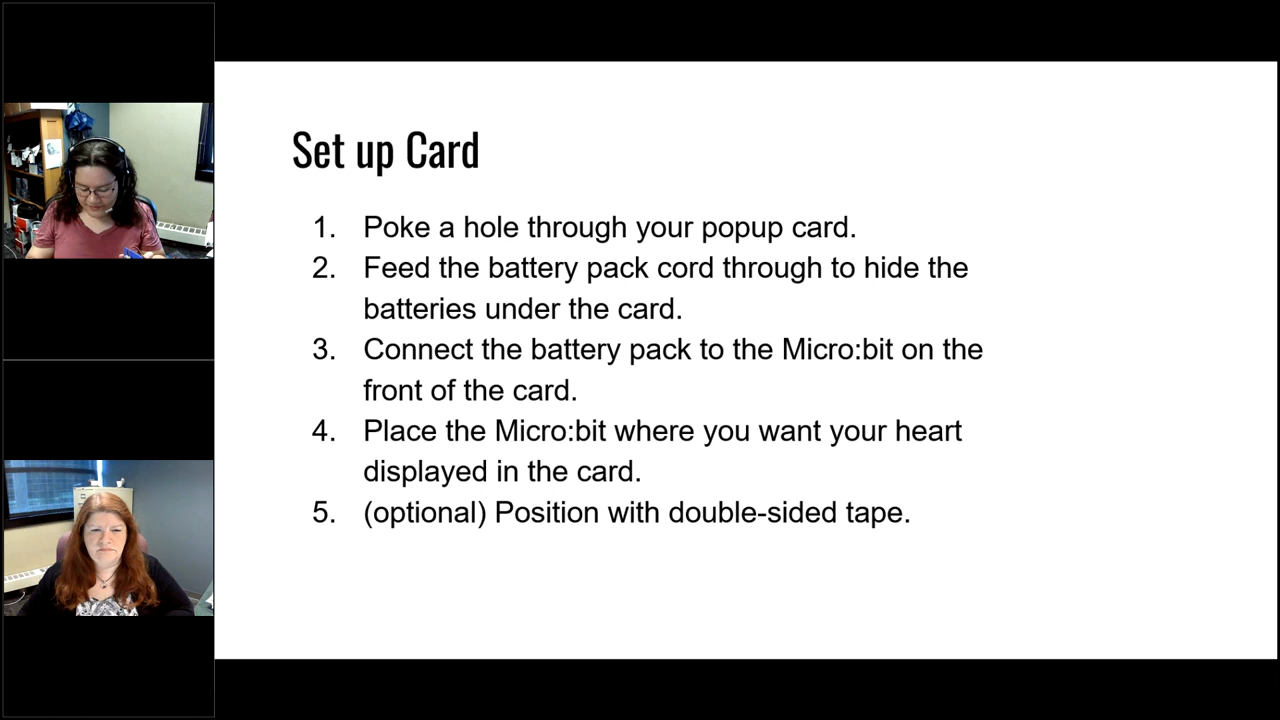 Set up Card
1. Poke a hole through your popup card.
2. Feed the battery pack cord through to hide the
batteries under the card.
3. Connect the battery pack to the Micro:bit on the
front of the card.
4. Place the Micro:bit where you want your heart
displayed in the card.
5. (optional) Position with double-sided tape.